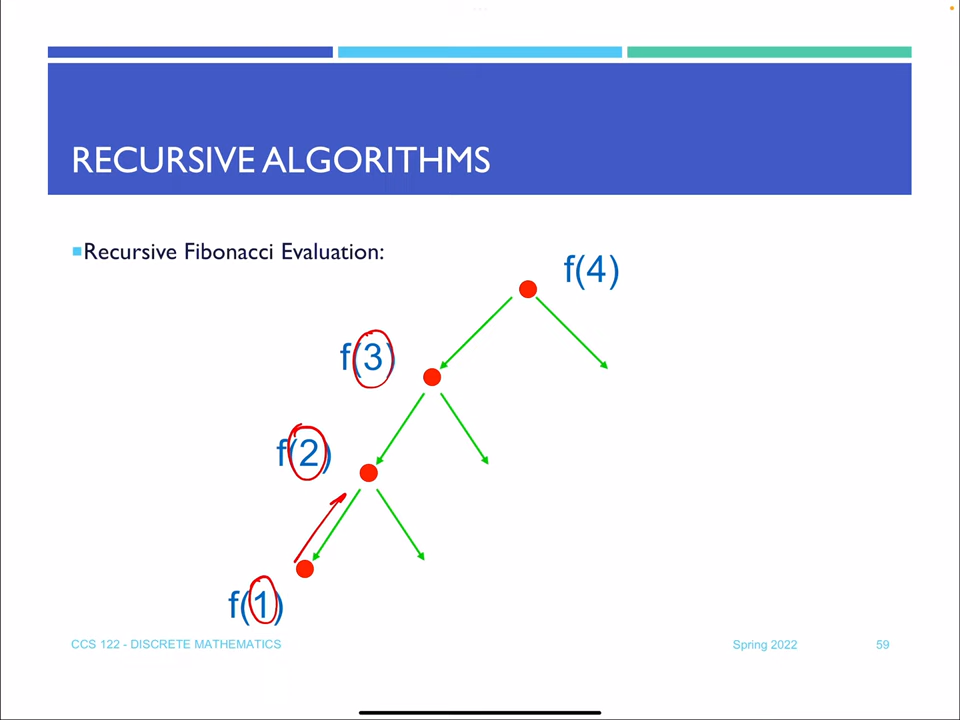 RECURSIVE ALGORITHMS
Recursive Fibonacci Evaluation:
f(4)
f(3)
f(2)
f(1)
CCS 122 - DISCRETE MATHEMATICS
Spring 2022
59